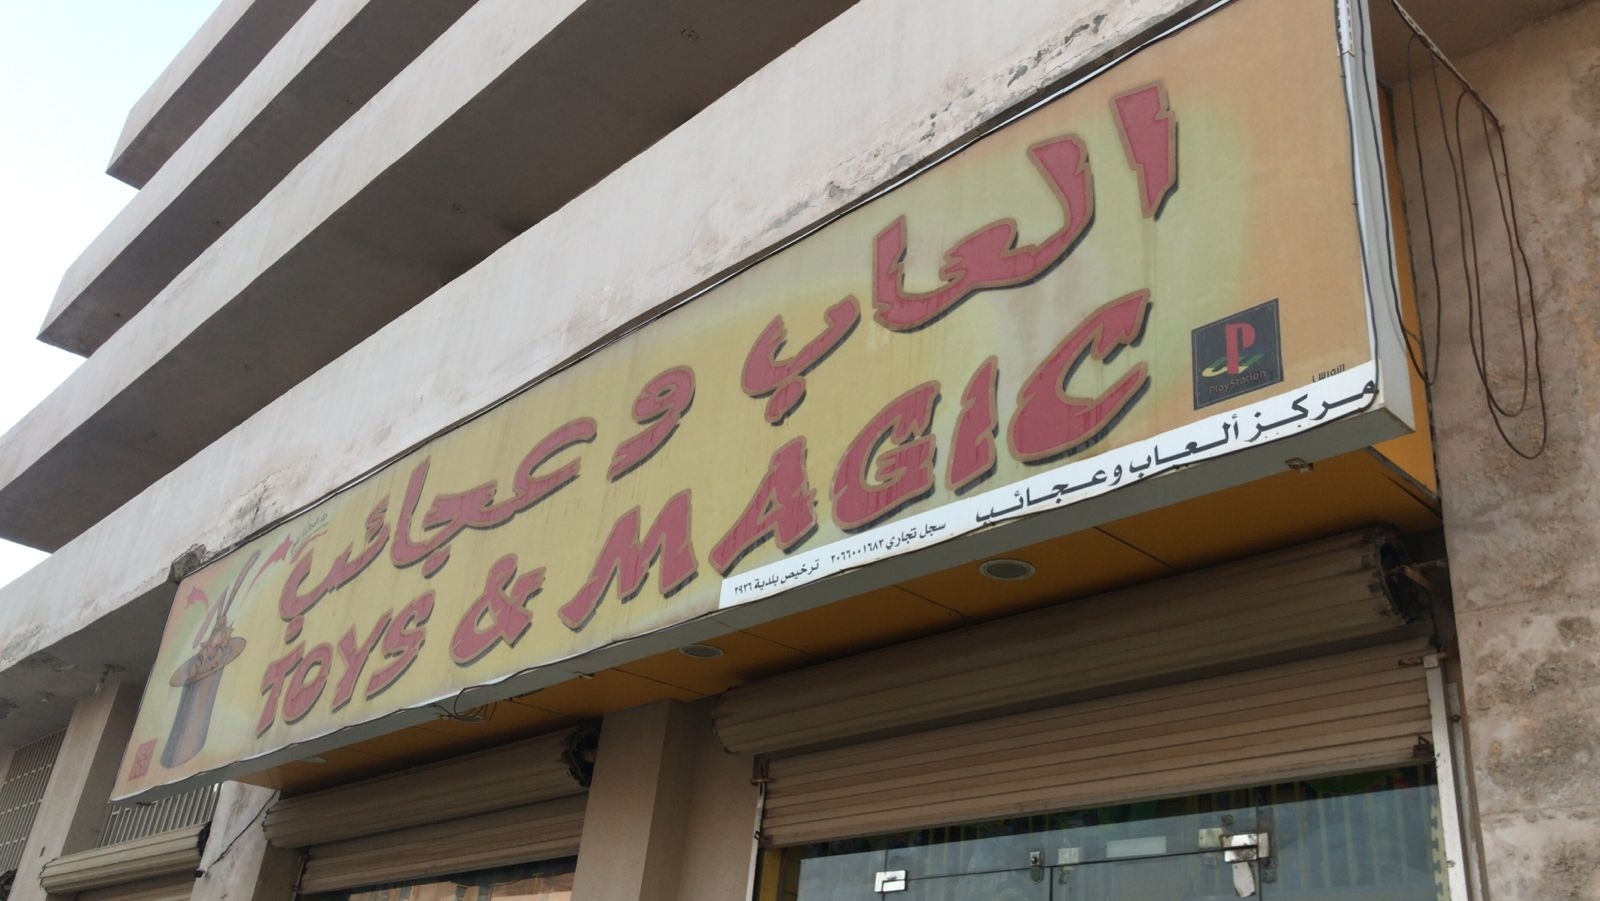 العاب و عجائب
TOYS & MAGIC
PlayStation
مركز ألعاب وعجائب
سجل تجاري ٢٠٦٦٠٠١٦٨٣ ترخيص بلدية ٢٩٣٦